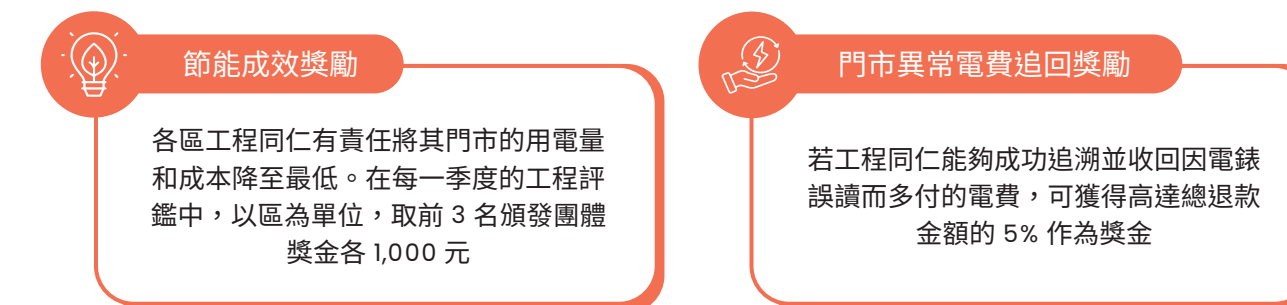 節能成效獎勵
各區工程同仁有責任將其門市的用電量
和成本降至最低。在每一季度的工程評
鑑中，以區為單位，取前 3 名頒發團體
獎金各 1,000 元
門市異常電費追回獎勵
若工程同仁能夠成功追溯並收回因電錶
誤讀而多付的電費，可獲得高達總退款
金額的 5% 作為獎金